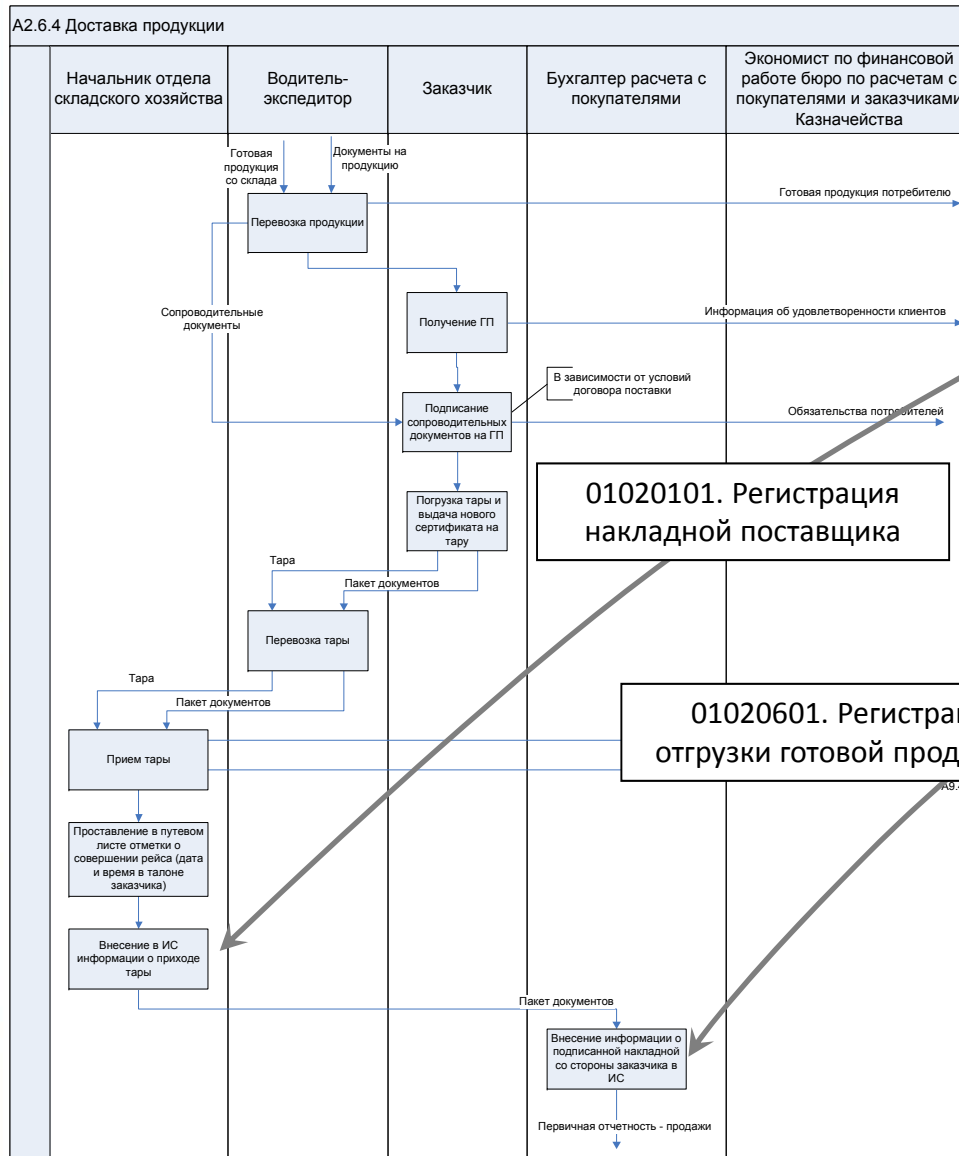 А2.6.4 Доставка продукции
Начальник отдела
складского хозяйства
Водитель-
экспедитор
Заказчик
Бухгалтер расчета с
покупателями
Экономист по финансовой
работе бюро по расчетам с
покупателями и заказчиками
Казначейства
Готовая
продукция
со склада
Документы на
продукцию
Перевозка продукции
Готовая продукция потребителю
Сопроводительные
документы
Получение ГП
Информация об удовлетворенности клиентов
В зависимости от условий
договора поставки
Подписание
сопроводительных
документов на ГП
Обязательства потребителей
01020101. Регистрация
накладной поставщика
Погрузка тары и
выдача нового
сертификата на
тару
Тара
Пакет документов
Перевозка тары
Тара
Пакет документов
01020601. Регистрац
отгрузки готовой прод
Прием тары
А9.4
Проставление в путевом
листе отметки о
совершении рейса (дата
и время в талоне
заказчика)
Внесение в ИС
информации о приходе
тары
Пакет документов
Внесение информации о
подписанной накладной
со стороны заказчика в
ИС
Первичная отчетность - продажи